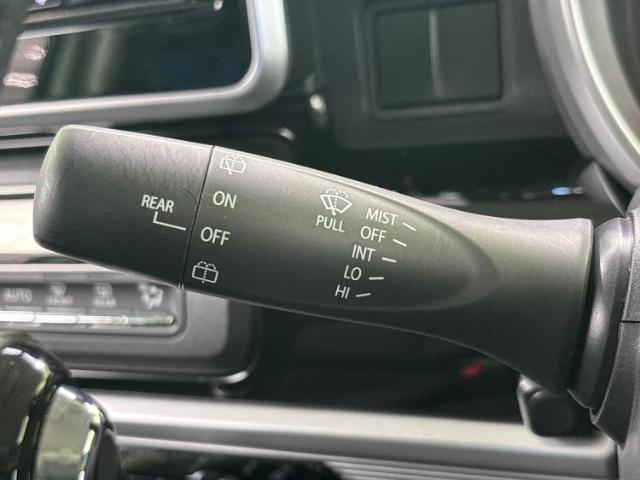 REAR
ON
OFF
PULL
MIST
OFF
INT
LO
HI
AUTO